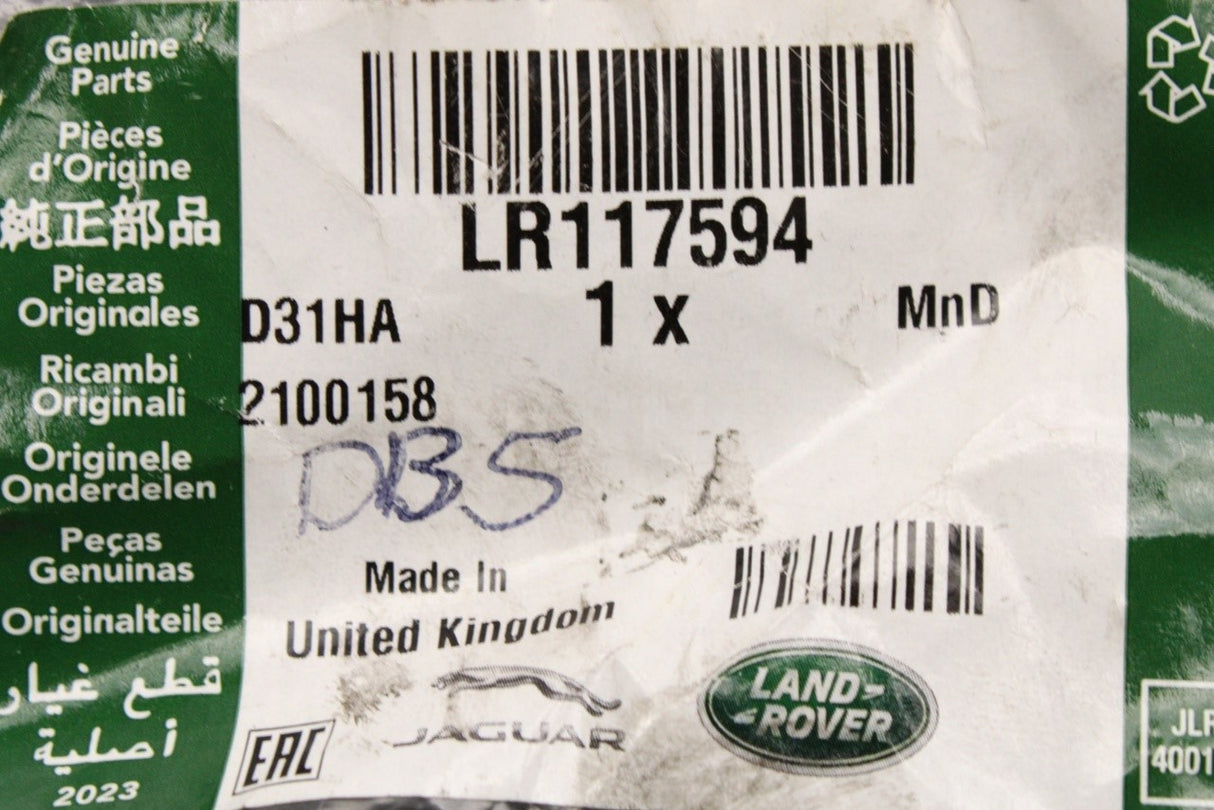 Genuine
Parts
Pièces
d'Origine
純正部品
Piezas
Originales
Ricambi
Originali
Originele
Onderdelen
Peças
Genuinas
Originalteile
قطع غيار
أصلية
2023
LR117594
D31HA 1 x MnD
2100158
DB5
Made In
United Kingdom
JAGUAR
LAND-
-ROVER
EAC
JLR
4001